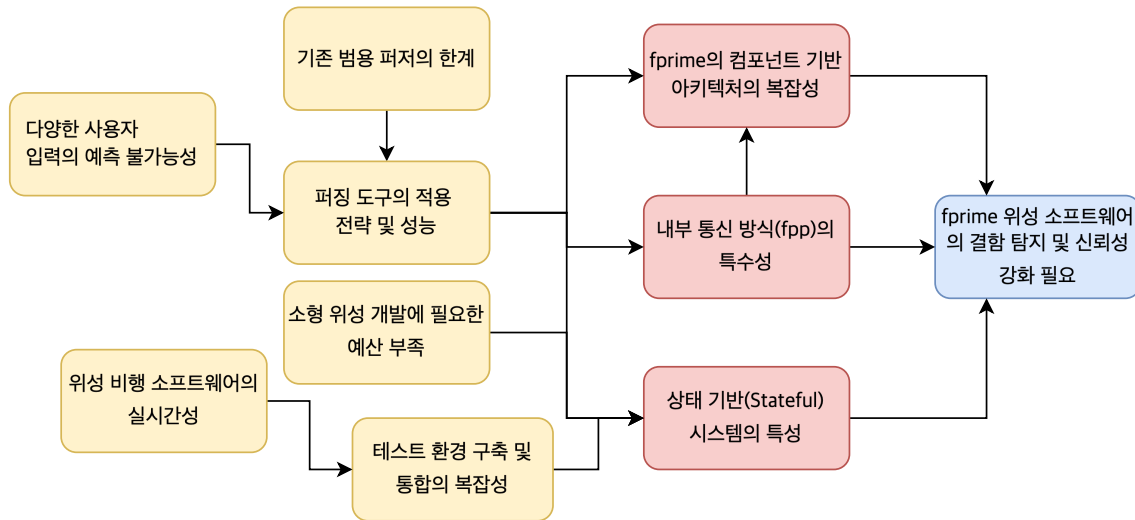 기존 범용 퍼저의 한계
다양한 사용자
입력의 예측 불가능성
퍼징 도구의 적용
전략 및 성능
소형 위성 개발에 필요한
예산 부족
위성 비행 소프트웨어의
실시간성
테스트 환경 구축 및
통합의 복잡성
fprime의 컴포넌트 기반
아키텍처의 복잡성
내부 통신 방식(fpp)의
특수성
상태 기반(Stateful)
시스템의 특성
fprime 위성 소프트웨어
의 결함 탐지 및 신뢰성
강화 필요